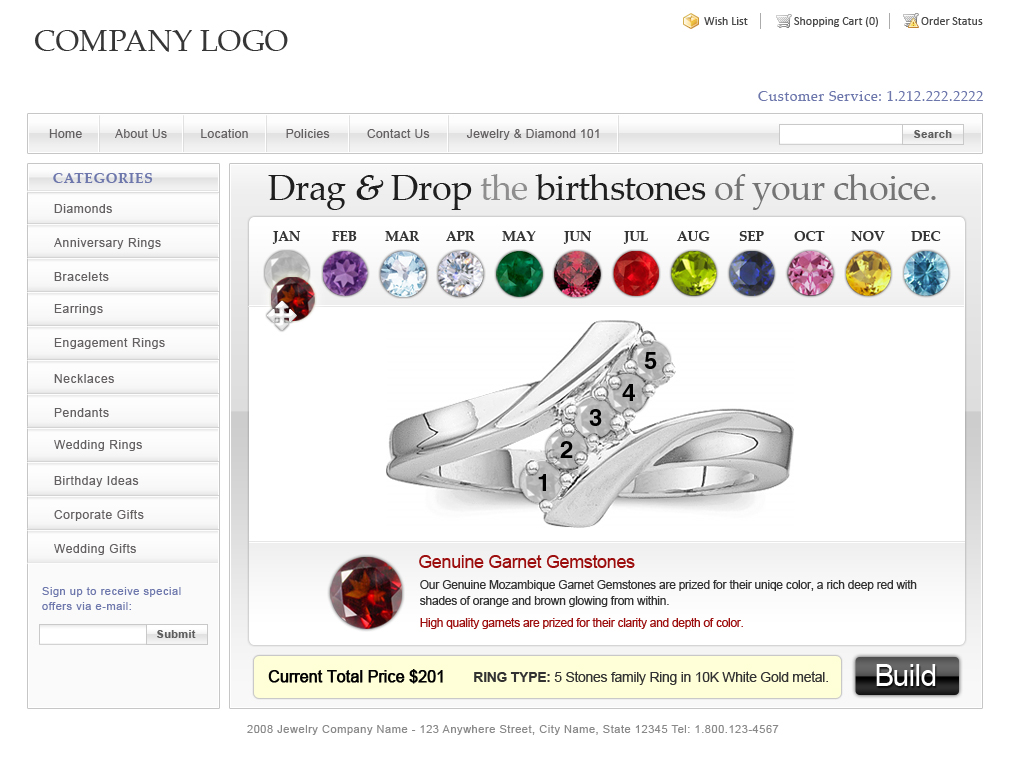 Wish List
Shopping Cart (0)
Order Status
COMPANY LOGO
Customer Service: 1.212.222.2222
Home
About Us
Location
Policies
Contact Us
Jewelry & Diamond 101
Search
CATEGORIES
Diamonds
Anniversary Rings
Bracelets
Earrings
Engagement Rings
Necklaces
Pendants
Wedding Rings
Birthday Ideas
Corporate Gifts
Wedding Gifts
Sign up to receive special
offers via e-mail:
Submit
Drag & Drop the birthstones of your choice.
JAN FEB MAR APR MAY JUN JUL AUG SEP OCT NOV DEC
5
4
3
2
1
Genuine Garnet Gemstones
Our Genuine Mozambique Garnet Gemstones are prized for their uniqe color, a rich deep red with
shades of orange and brown glowing from within.
High quality garnets are prized for their clarity and depth of color.
Current Total Price $201
RING TYPE: 5 Stones family Ring in 10K White Gold metal.
Build
2008 Jewelry Company Name - 123 Anywhere Street, City Name, State 12345 Tel: 1.800.123-4567